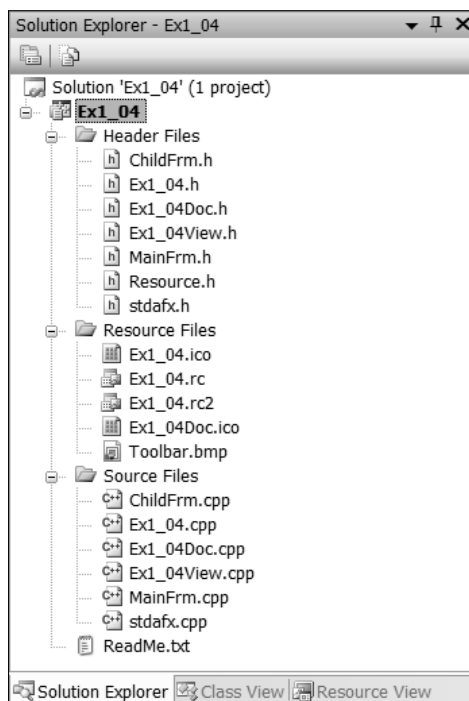 Solution Explorer - Ex1_04
Solution 'Ex1_04' (1 project)
Ex1_04
Header Files
ChildFrm.h
Ex1_04.h
Ex1_04Doc.h
Ex1_04View.h
MainFrm.h
Resource.h
stdafx.h
Resource Files
Ex1_04.ico
Ex1_04.rc
Ex1_04.rc2
Ex1_04Doc.ico
Toolbar.bmp
Source Files
ChildFrm.cpp
Ex1_04.cpp
Ex1_04Doc.cpp
Ex1_04View.cpp
MainFrm.cpp
stdafx.cpp
ReadMe.txt
Solution Explorer Class View Resource View